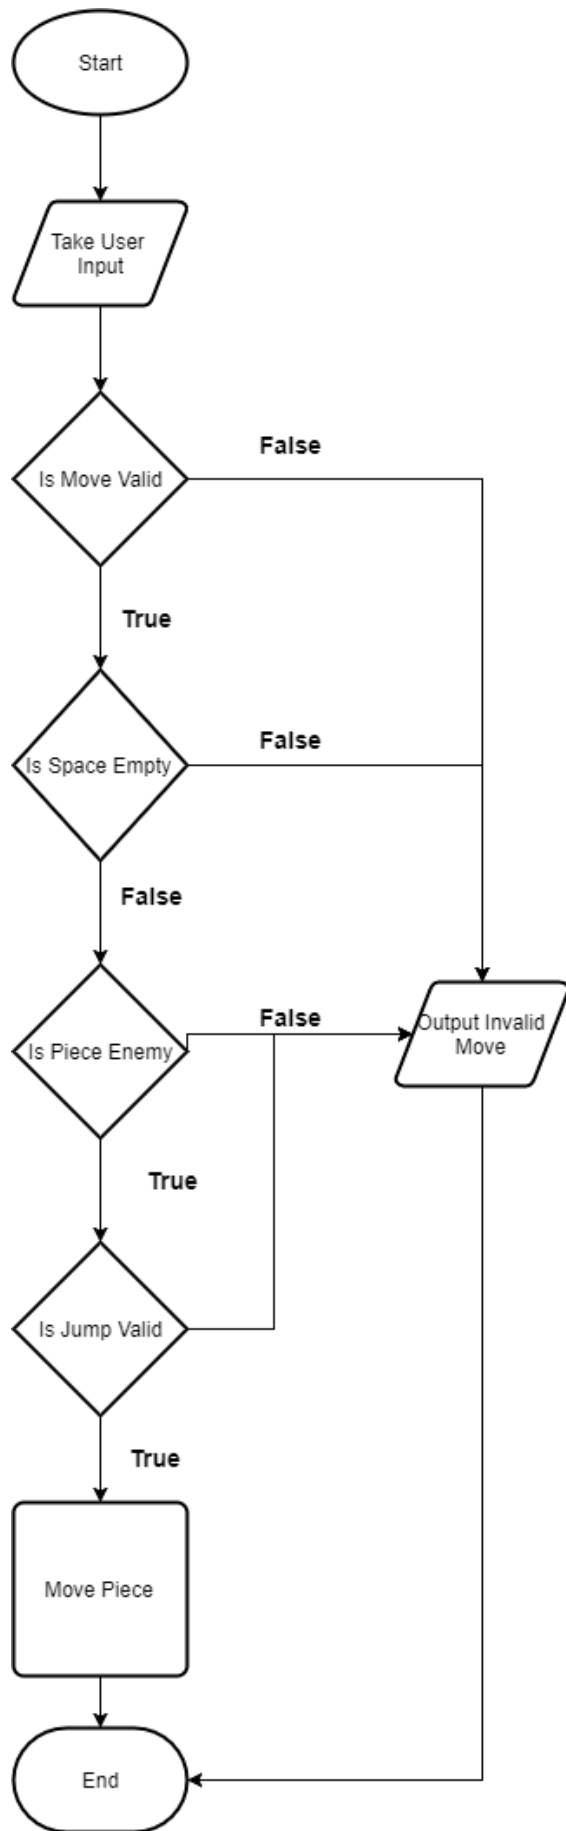 Start
Take User
Input
Is Move Valid
False
True
Is Space Empty
False
False
Is Piece Enemy
False
Output Invalid
Move
True
Is Jump Valid
True
Move Piece
End